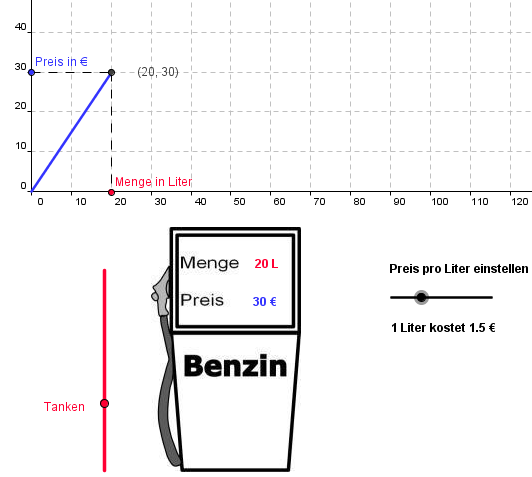 40
30
Preis in €
(20, 30)
20
10
0
Menge in Liter
0 10 20 30 40 50 60 70 80 90 100 110 120
Menge 20 L
Preis 30 €
Benzin
Tanken
Preis pro Liter einstellen
1 Liter kostet 1.5 €